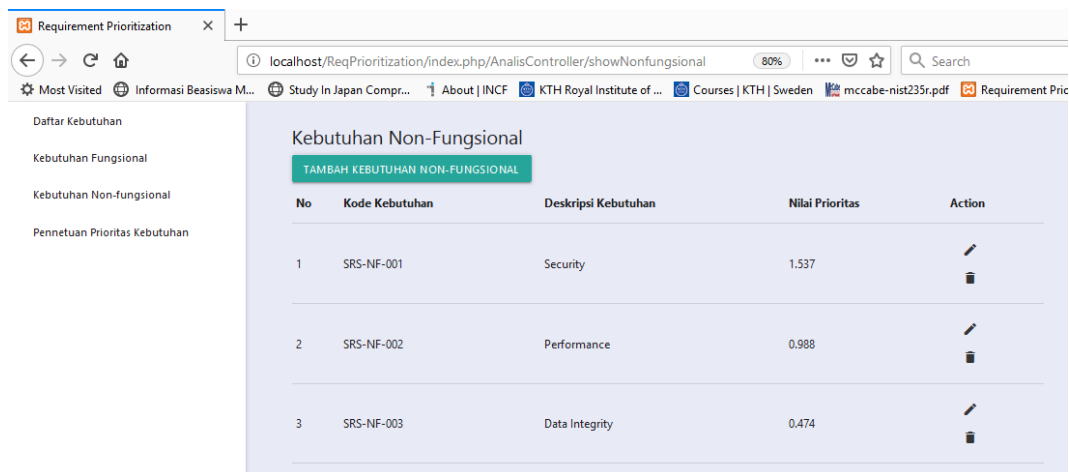 Requirement Prioritization
localhost/ReqPrioritization/index.php/AnalisController/showNonfungsional 80% Search
Most Visited Informasi Beasiswa M... Study In Japan Compr... About | INCF KTH Royal Institute of ... Courses | KTH | Sweden mccabe-nist235r.pdf Requirement Prio
Daftar Kebutuhan
Kebutuhan Fungsional
Kebutuhan Non-fungsional
Pennetuan Prioritas Kebutuhan
Kebutuhan Non-Fungsional
TAMBAH KEBUTUHAN NON-FUNGSIONAL
No Kode Kebutuhan Deskripsi Kebutuhan Nilai Prioritas Action
1 SRS-NF-001 Security 1.537
2 SRS-NF-002 Performance 0.988
3 SRS-NF-003 Data Integrity 0.474